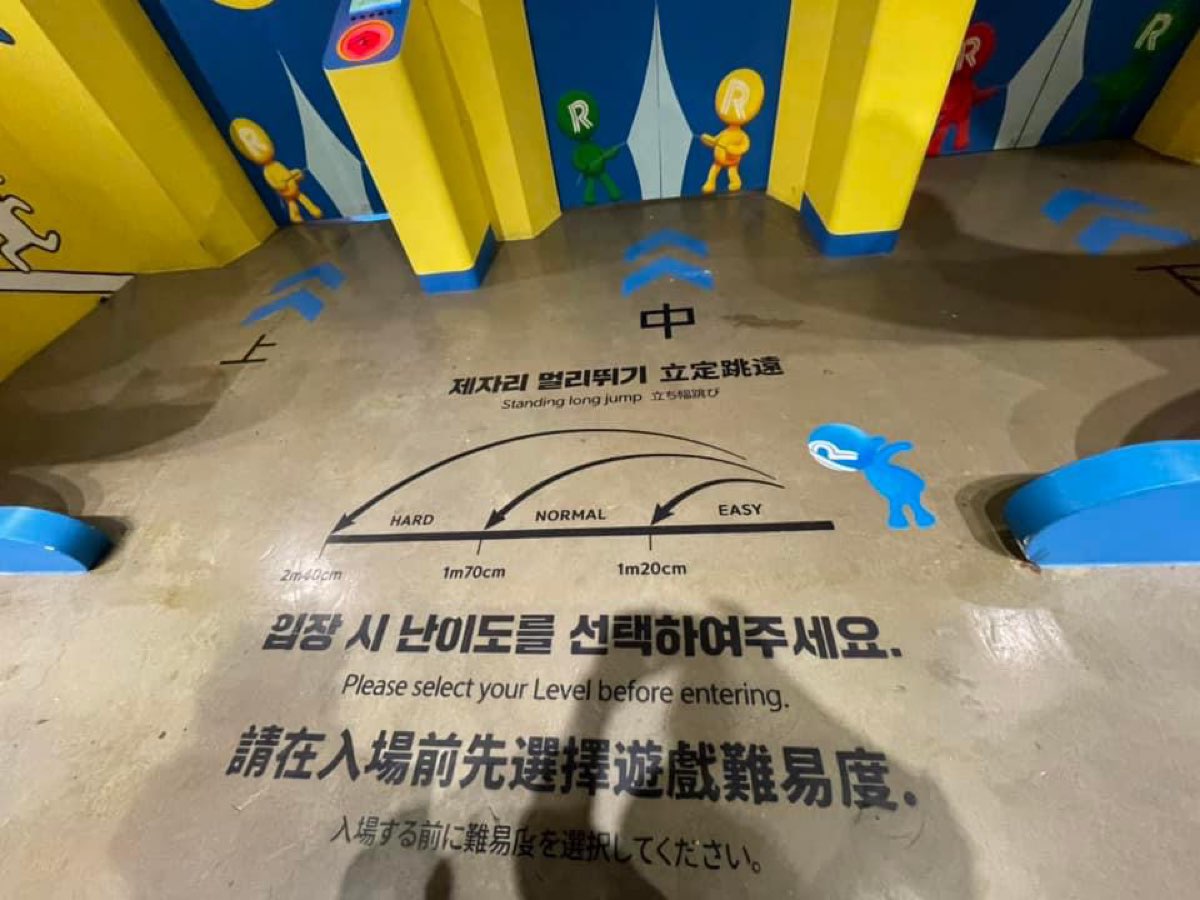 R
R
R
R
R
上
中
제자리 멀리뛰기 立定跳遠
Standing long jump 立ち幅跳び
HARD
NORMAL
EASY
2m40cm
1m70cm
1m20cm
입장 시 난이도를 선택하여주세요.
Please select your Level before entering.
請在入場前先選擇遊戲難易度.
入場する前に難易度を選択してください。